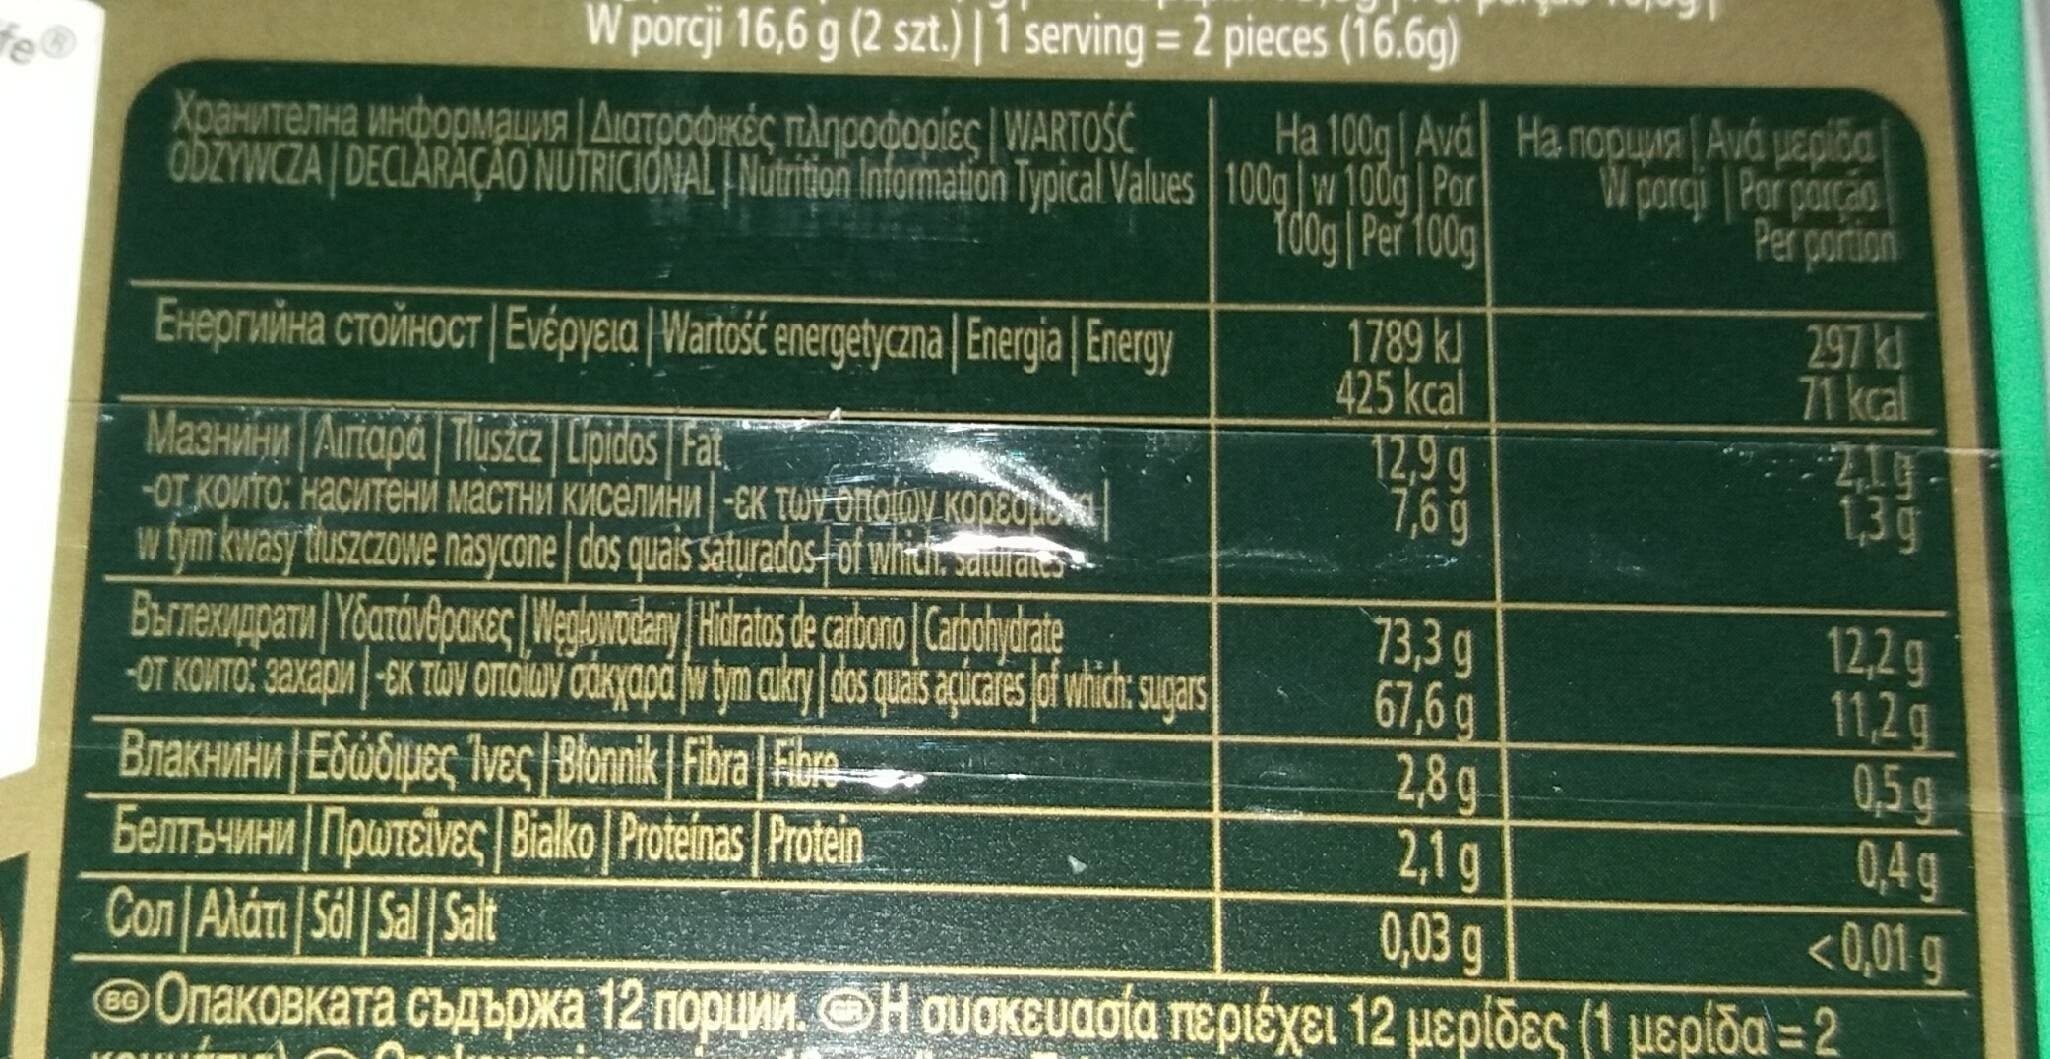 fe®
W porcji 16,6 g (2 szt.) | 1 serving = 2 pieces (16.6g)
Хранителна информация | Διατροφικές πληροφορίες | WARTOŚĆ
ODŻYWCZA | DECLARAÇÃO NUTRICIONAL | Nutrition Information Typical Values
На 100g | Ανά
100g | w 100g | Por
100g | Per 100g
На порция | Ανά μερίδα |
W porcji | Por porção |
Per portion
Енергийна стойност | Ενέργεια | Wartość energetyczna | Energia | Energy 1789 kJ 297 kJ
425 kcal 71 kcal
Мазнини | Λιπαρά | Tłuszcz | Lípidos | Fat 12,9 g 2,1 g
-от които: наситени мастни киселини | -εκ των οποίων κορεσμένα | 7,6 g 1,3 g
w tym kwasy tłuszczowe nasycone | dos quais saturados | of which: saturates
Въглехидрати | Υδατάνθρακες | Węglowodany | Hidratos de carbono | Carbohydrate 73,3 g 12,2 g
-от които: захари | -εκ των οποίων σάκχαρα |w tym cukry | dos quais açúcares |of which: sugars 67,6 g 11,2 g
Влакнини | Εδώδιμες Ίνες | Błonnik | Fibra | Fibre 2,8 g 0,5 g
Белтъчини | Πρωτεΐνες | Białko | Proteínas | Protein 2,1 g 0,4 g
Сол | Αλάτι | Sól | Sal | Salt 0,03 g <0,01 g
BG Опаковката съдържа 12 порции. GR Η συσκευασία περιέχει 12 μερίδες (1 μερίδα = 2